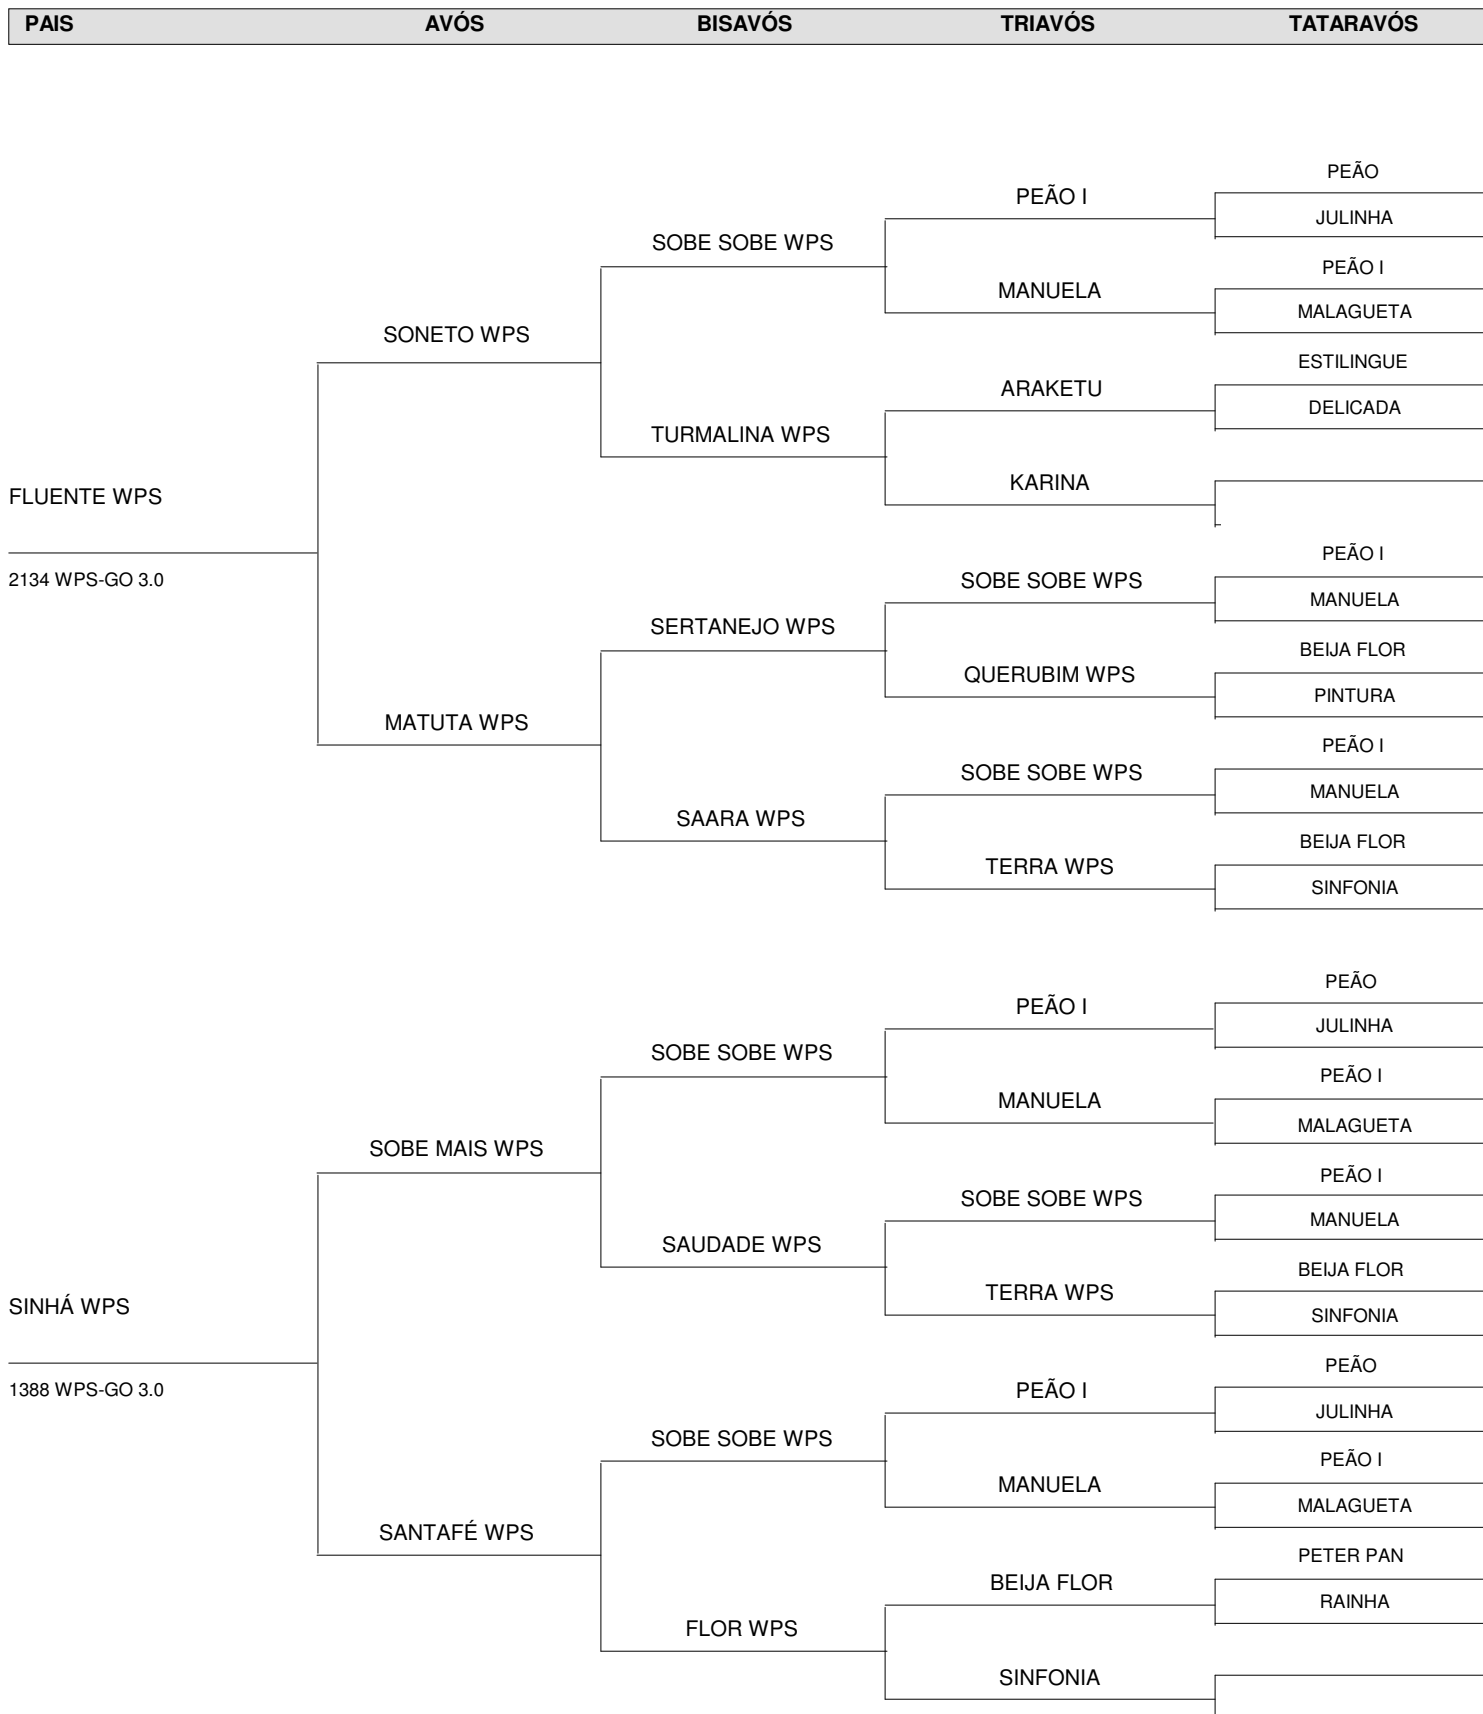 PAIS AVÓS BISAVÓS TRIAVÓS TATARAVÓS
PEÃO
PEÃO I
JULINHA
SOBE SOBE WPS
PEÃO I
MANUELA
MALAGUETA
SONETO WPS
ESTILINGUE
ARAKETU
DELICADA
TURMALINA WPS
KARINA
FLUENTE WPS
PEÃO I
2134 WPS-GO 3.0
SOBE SOBE WPS
MANUELA
SERTANEJO WPS
BEIJA FLOR
QUERUBIM WPS
PINTURA
MATUTA WPS
PEÃO I
SOBE SOBE WPS
MANUELA
SAARA WPS
BEIJA FLOR
TERRA WPS
SINFONIA
PEÃO
PEÃO I
JULINHA
SOBE SOBE WPS
PEÃO I
MANUELA
MALAGUETA
SOBE MAIS WPS
PEÃO I
SOBE SOBE WPS
MANUELA
SAUDADE WPS
BEIJA FLOR
TERRA WPS
SINHÁ WPS
SINFONIA
PEÃO
1388 WPS-GO 3.0
PEÃO I
JULINHA
SOBE SOBE WPS
PEÃO I
MANUELA
MALAGUETA
SANTAFÉ WPS
PETER PAN
BEIJA FLOR
RAINHA
FLOR WPS
SINFONIA